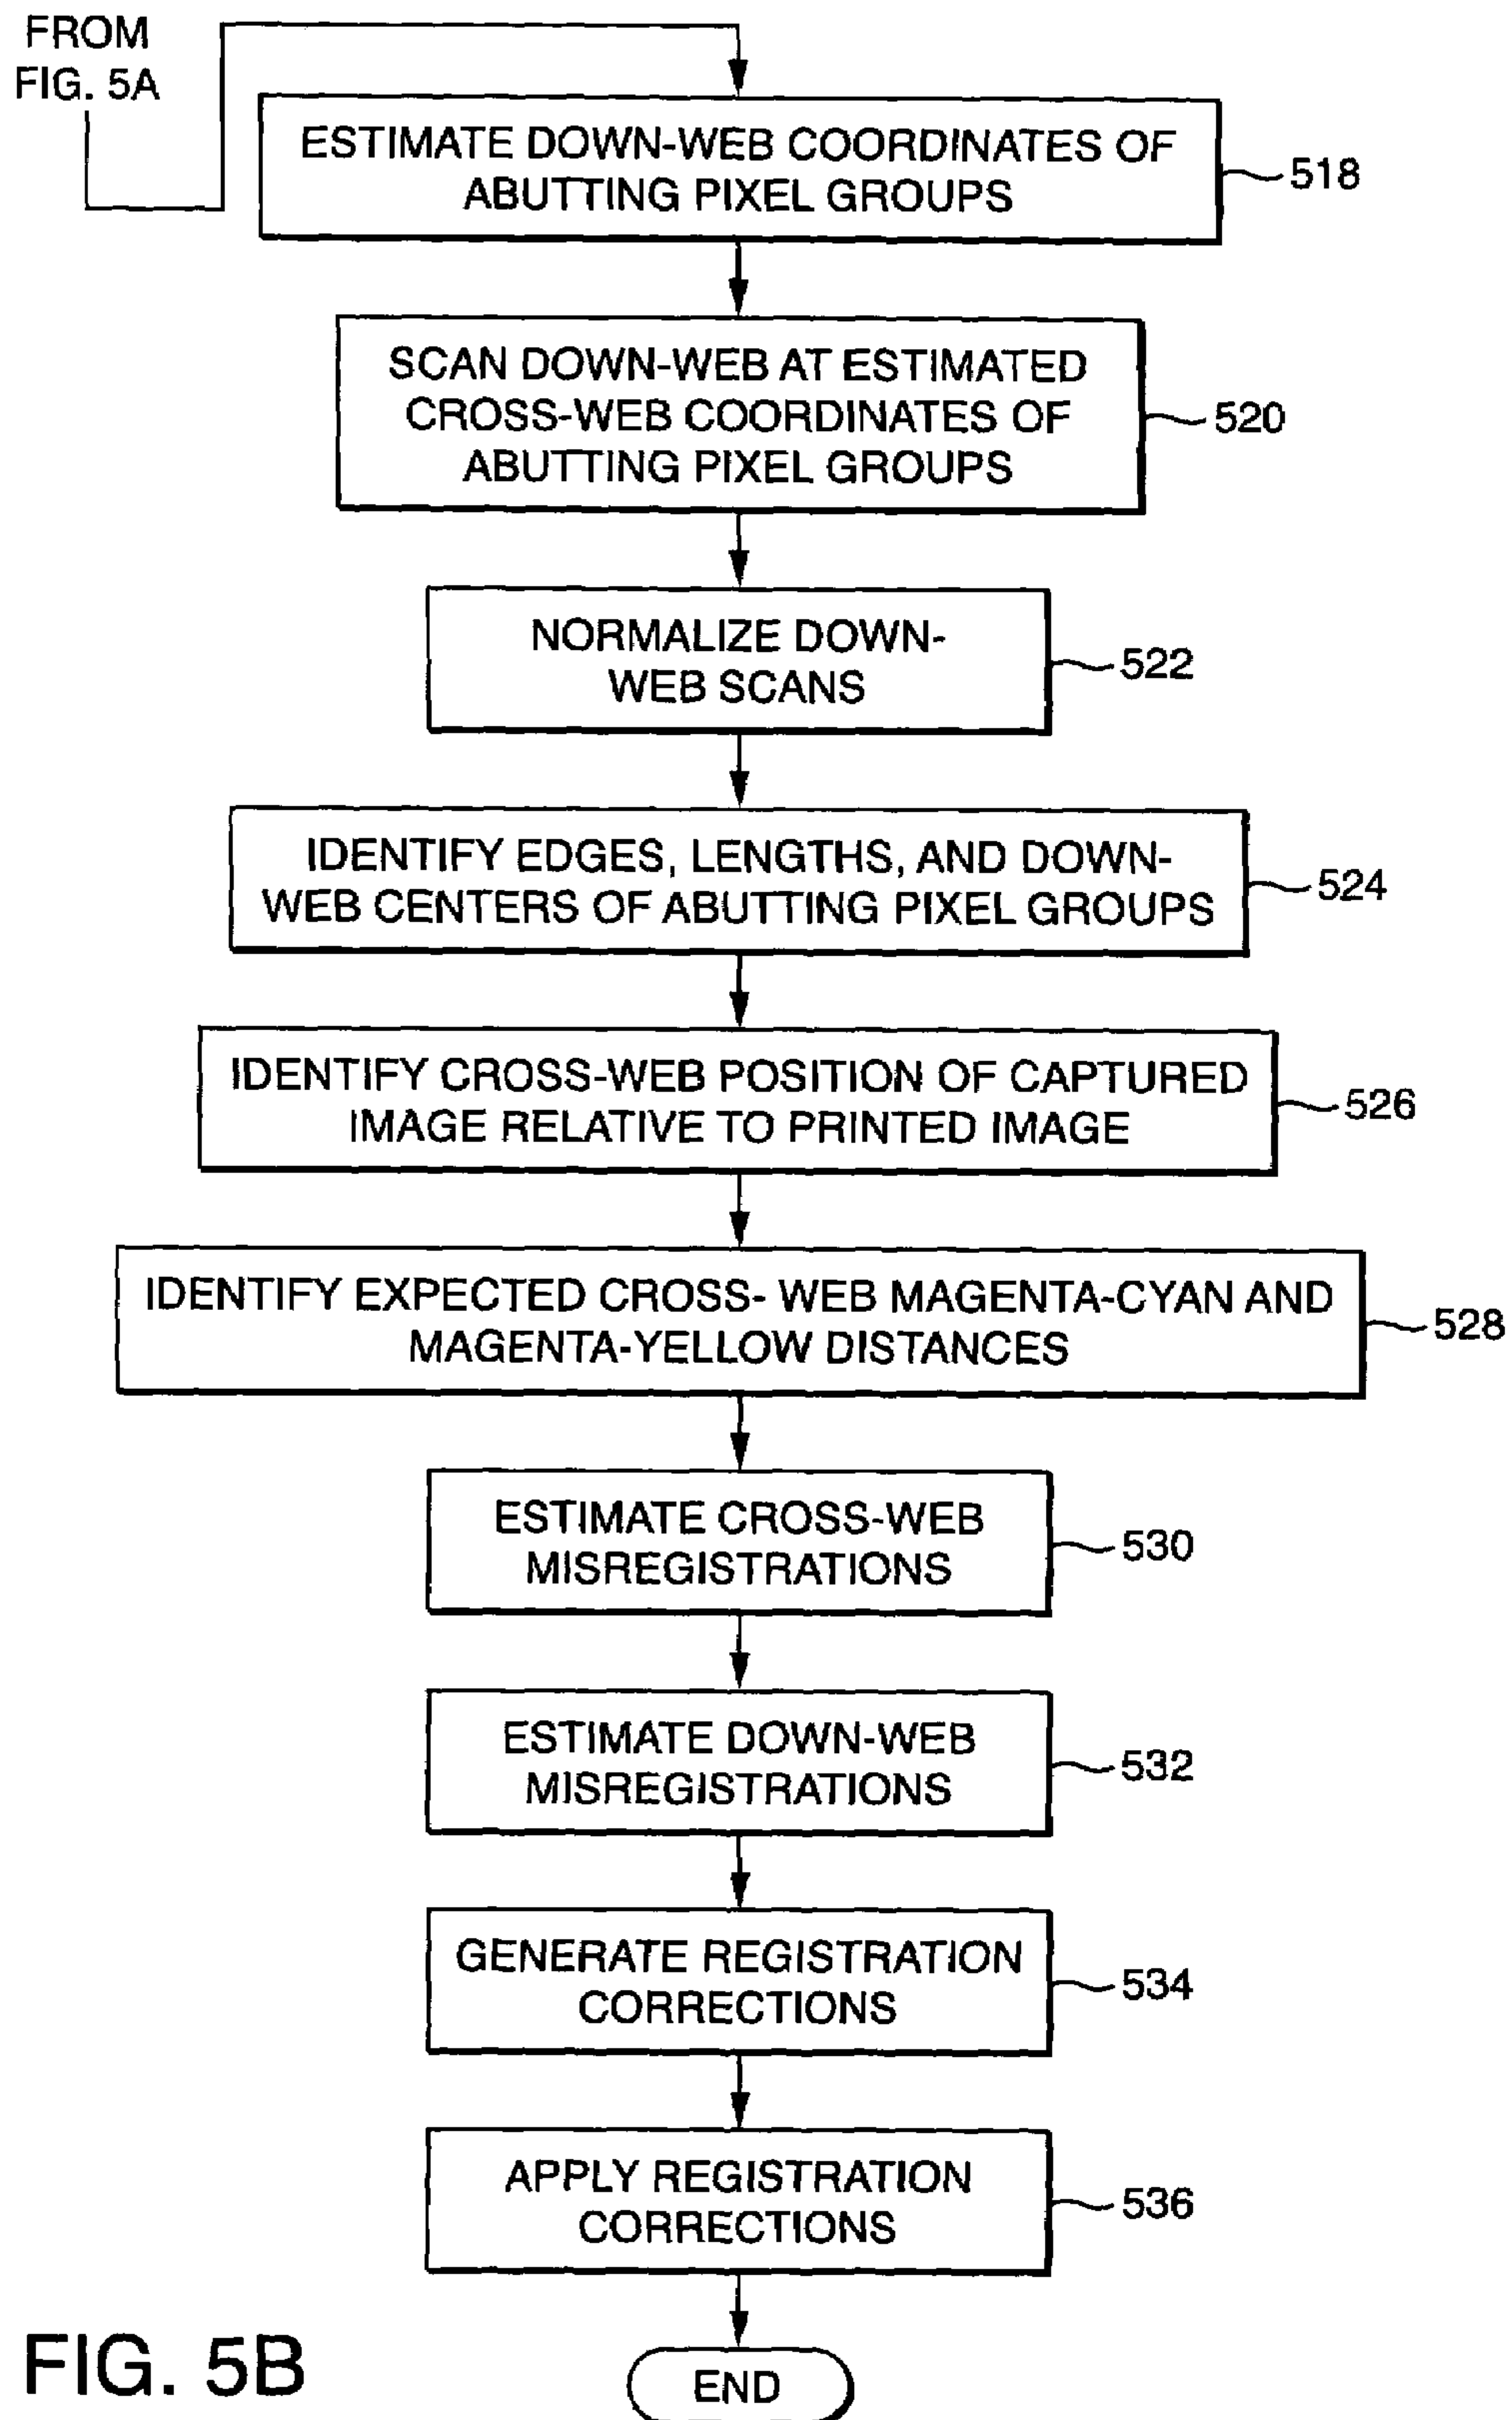 FROM
FIG. 5A
ESTIMATE DOWN-WEB COORDINATES OF
ABUTTING PIXEL GROUPS
518
SCAN DOWN-WEB AT ESTIMATED
CROSS-WEB COORDINATES OF
ABUTTING PIXEL GROUPS
520
NORMALIZE DOWN-
WEB SCANS
522
IDENTIFY EDGES, LENGTHS, AND DOWN-
WEB CENTERS OF ABUTTING PIXEL GROUPS
524
IDENTIFY CROSS-WEB POSITION OF CAPTURED
IMAGE RELATIVE TO PRINTED IMAGE
526
IDENTIFY EXPECTED CROSS- WEB MAGENTA-CYAN AND
MAGENTA-YELLOW DISTANCES
528
ESTIMATE CROSS-WEB
MISREGISTRATIONS
530
ESTIMATE DOWN-WEB
MISREGISTRATIONS
532
GENERATE REGISTRATION
CORRECTIONS
534
APPLY REGISTRATION
CORRECTIONS
536
END
FIG. 5B